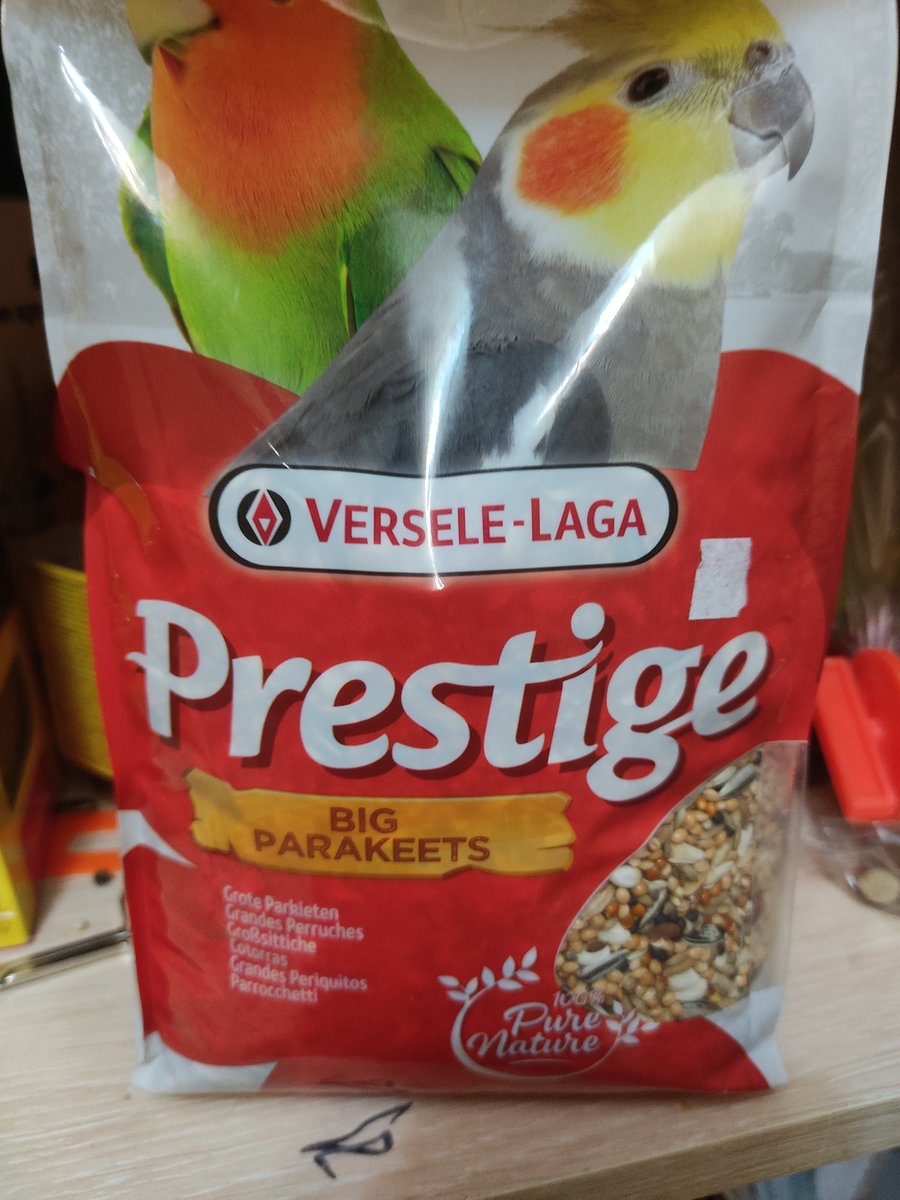 VERSELE-LAGA
Prestige
BIG
PARAKEETS
Grote Parkieten
Grandes Perruches
Großsittiche
Cotorras
Grandes Periquitos
Parrocchetti
100%
Pure
Nature